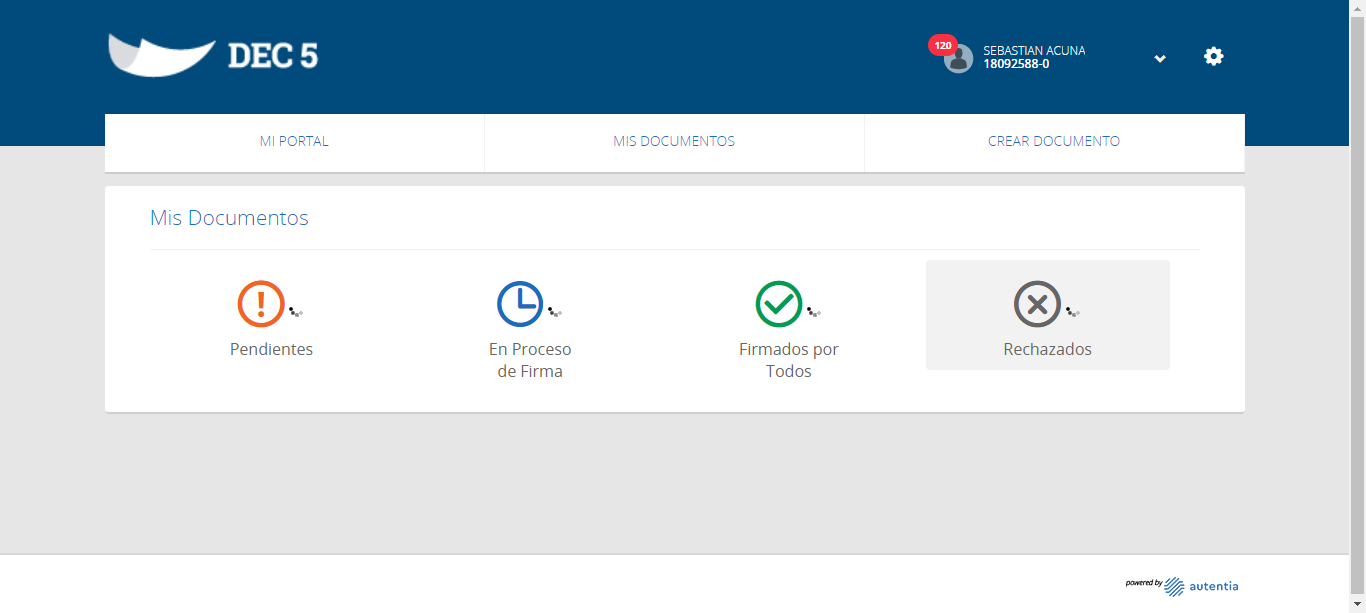 DEC 5
120
SEBASTIAN ACUNA
18092588-0
MI PORTAL
MIS DOCUMENTOS
CREAR DOCUMENTO
Mis Documentos
Pendientes
En Proceso
de Firma
Firmados por
Todos
Rechazados
powered by
autentia